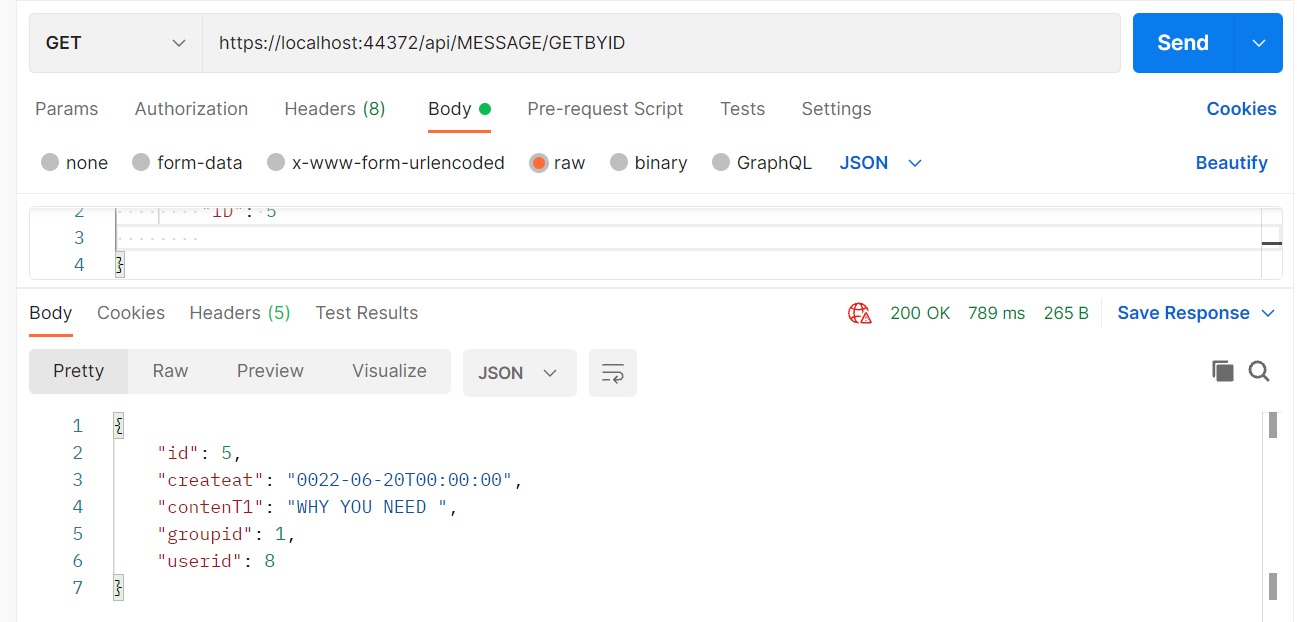 GET https://localhost:44372/api/MESSAGE/GETBYID Send
Params Authorization Headers (8) Body Pre-request Script Tests Settings Cookies
none form-data x-www-form-urlencoded raw binary GraphQL JSON Beautify
2 "ID": 5
3
4 }
Body Cookies Headers (5) Test Results 200 OK 789 ms 265 B Save Response
Pretty Raw Preview Visualize JSON
1 {
2 "id": 5,
3 "createat": "0022-06-20T00:00:00",
4 "contenT1": "WHY YOU NEED ",
5 "groupid": 1,
6 "userid": 8
7 }